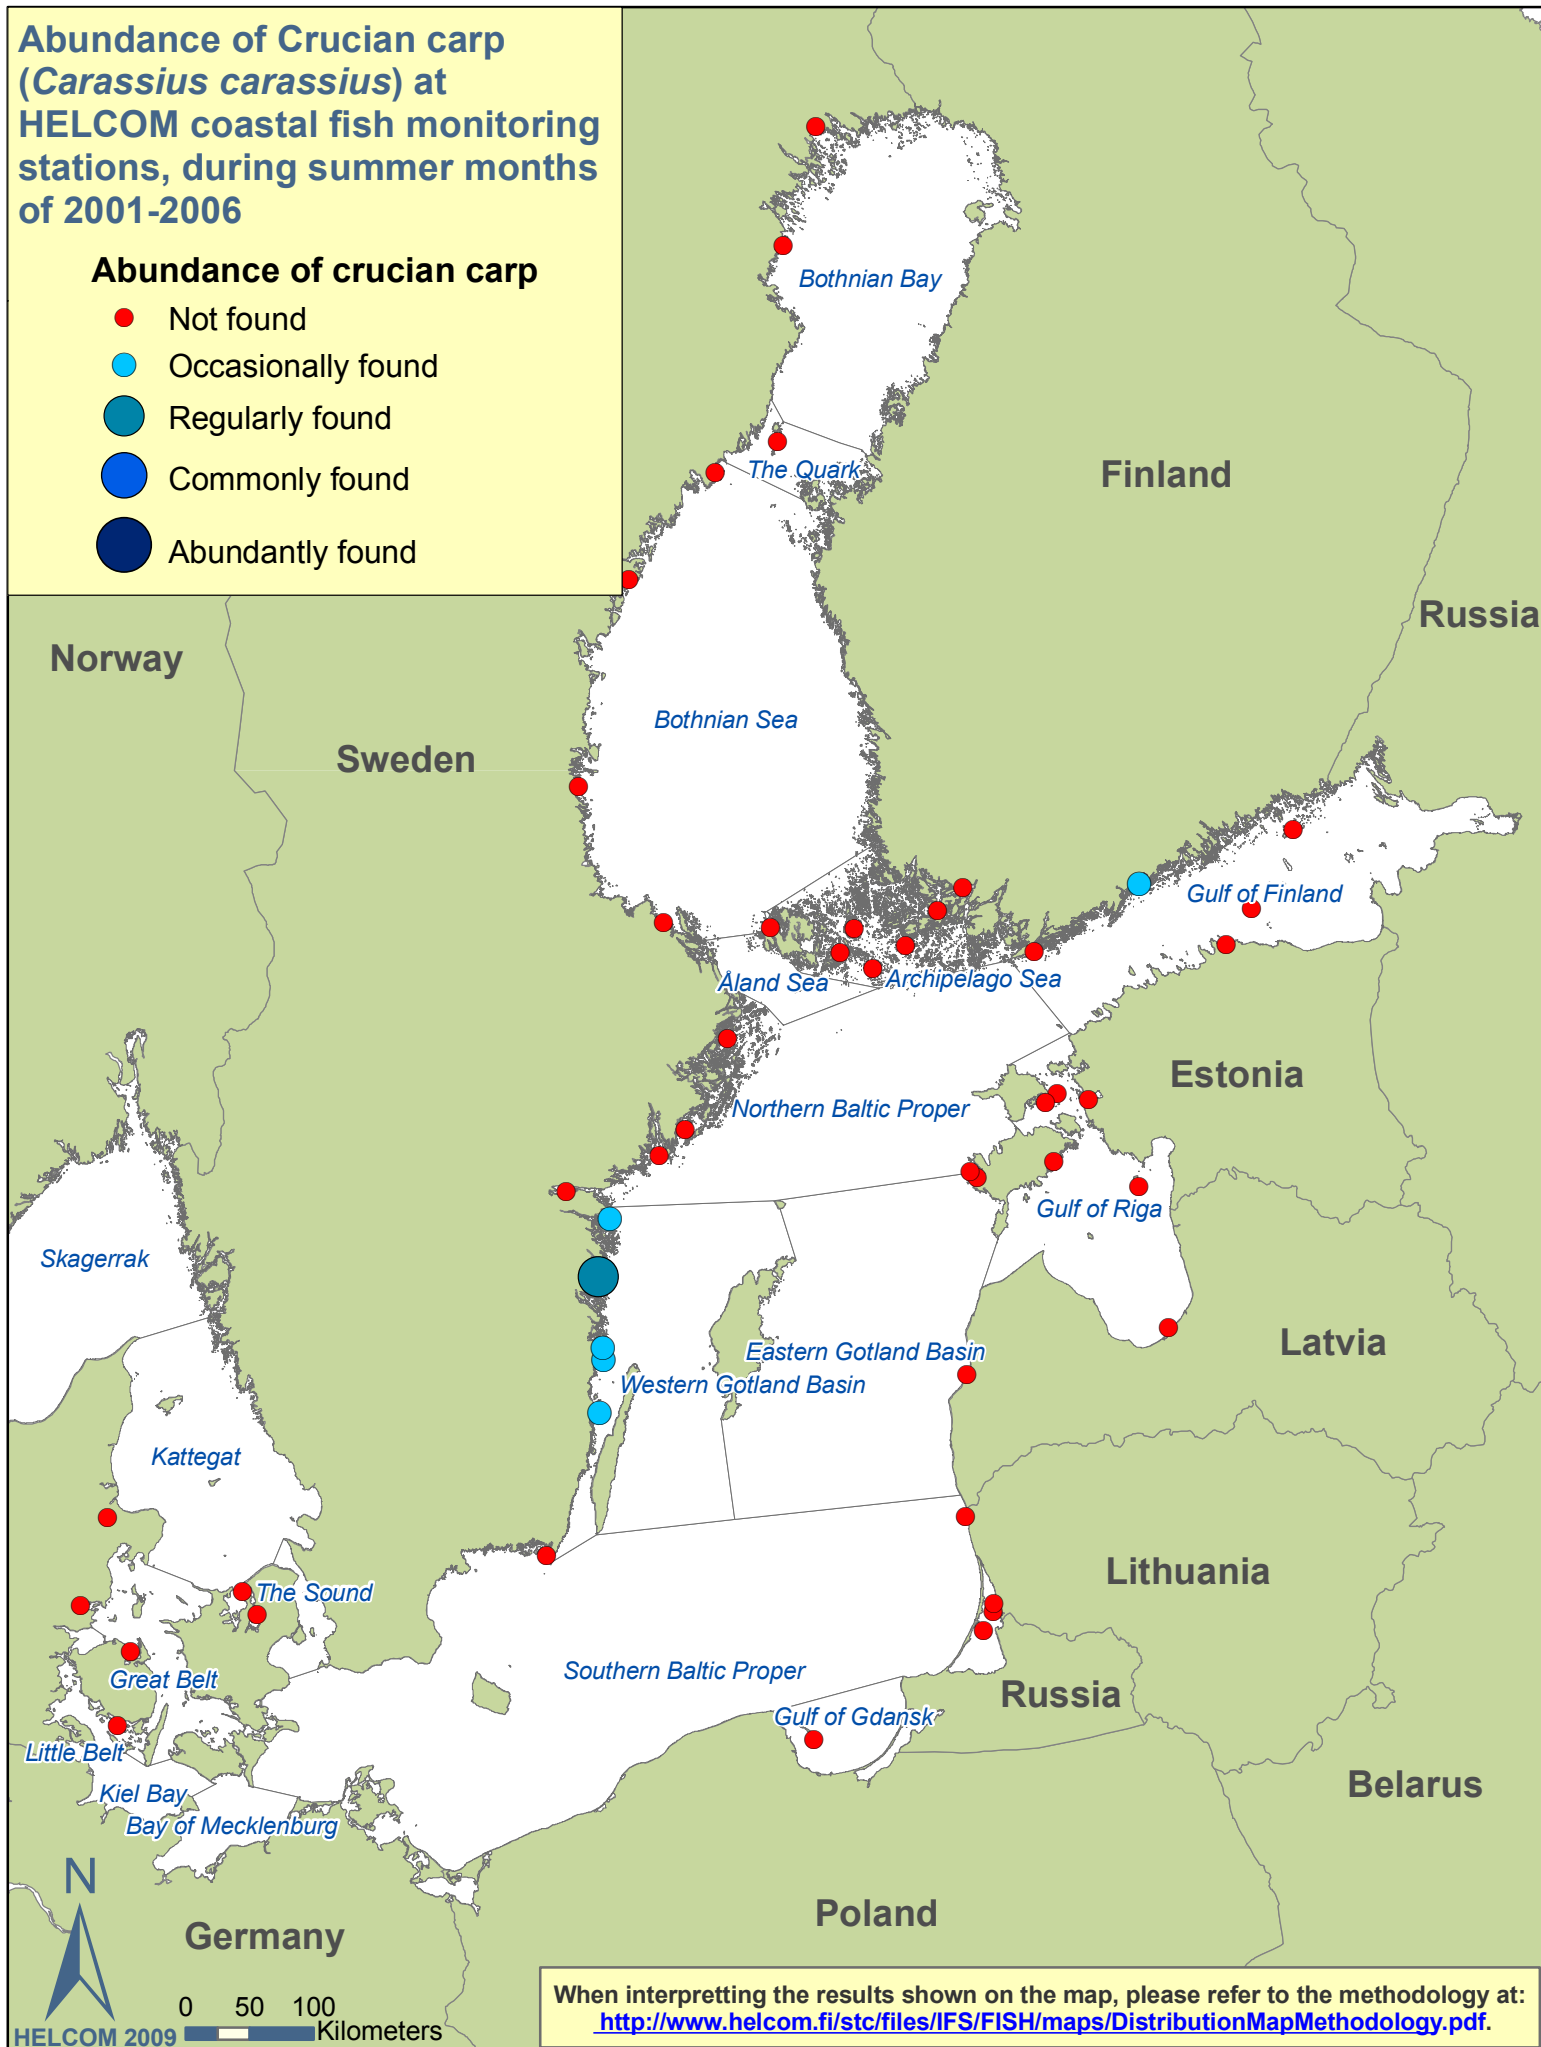 Abundance of Crucian carp
(Carassius carassius) at
HELCOM coastal fish monitoring
stations, during summer months
of 2001-2006
Abundance of crucian carp
Not found
Occasionally found
Regularly found
Commonly found
Abundantly found
Bothnian Bay
The Quark
Finland
Russia
Norway
Bothnian Sea
Sweden
Gulf of Finland
Åland Sea
Archipelago Sea
Estonia
Northern Baltic Proper
Gulf of Riga
Skagerrak
Latvia
Eastern Gotland Basin
Western Gotland Basin
Kattegat
Lithuania
The Sound
Southern Baltic Proper
Great Belt
Russia
Gulf of Gdansk
Little Belt
Kiel Bay
Belarus
Bay of Mecklenburg
N
Poland
Germany
0 50 100
Kilometers
HELCOM 2009
When interpretting the results shown on the map, please refer to the methodology at:
http://www.helcom.fi/stc/files/IFS/FISH/maps/DistributionMapMethodology.pdf.